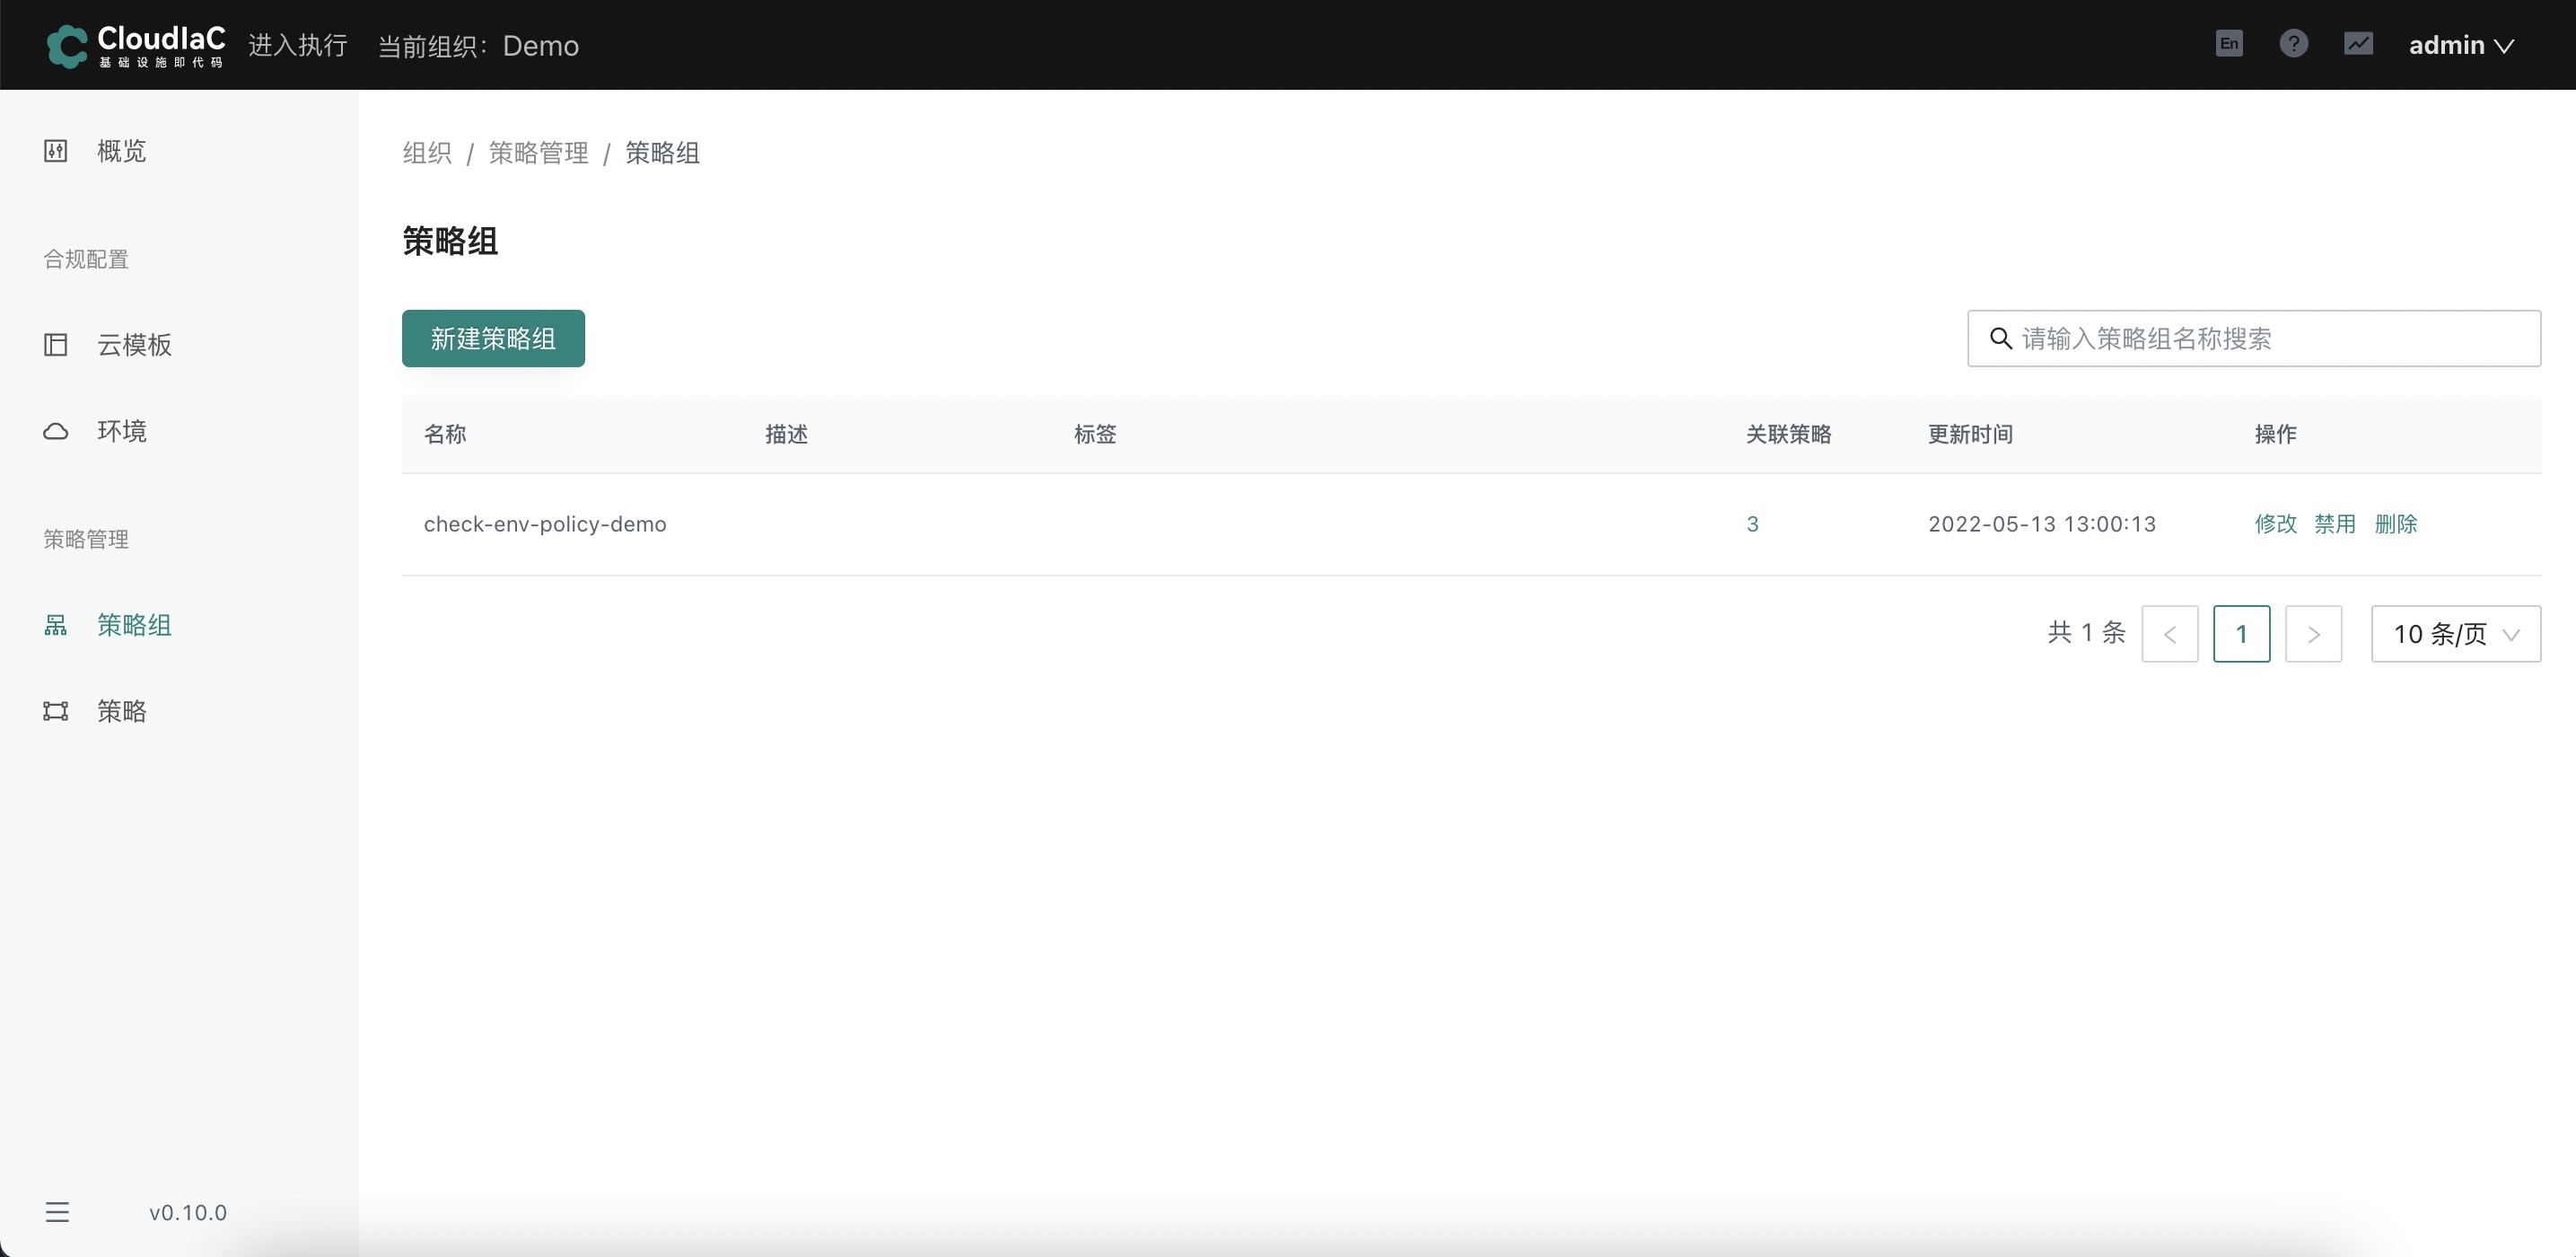 CloudIaC
基础设施即代码
进入执行
当前组织：Demo
En
?
admin
概览
合规配置
云模板
环境
策略管理
策略组
策略
v0.10.0
组织 / 策略管理 / 策略组
策略组
新建策略组
请输入策略组名称搜索
名称 描述 标签 关联策略 更新时间 操作
check-env-policy-demo 3 2022-05-13 13:00:13 修改 禁用 删除
共 1 条 < 1 > 10 条/页